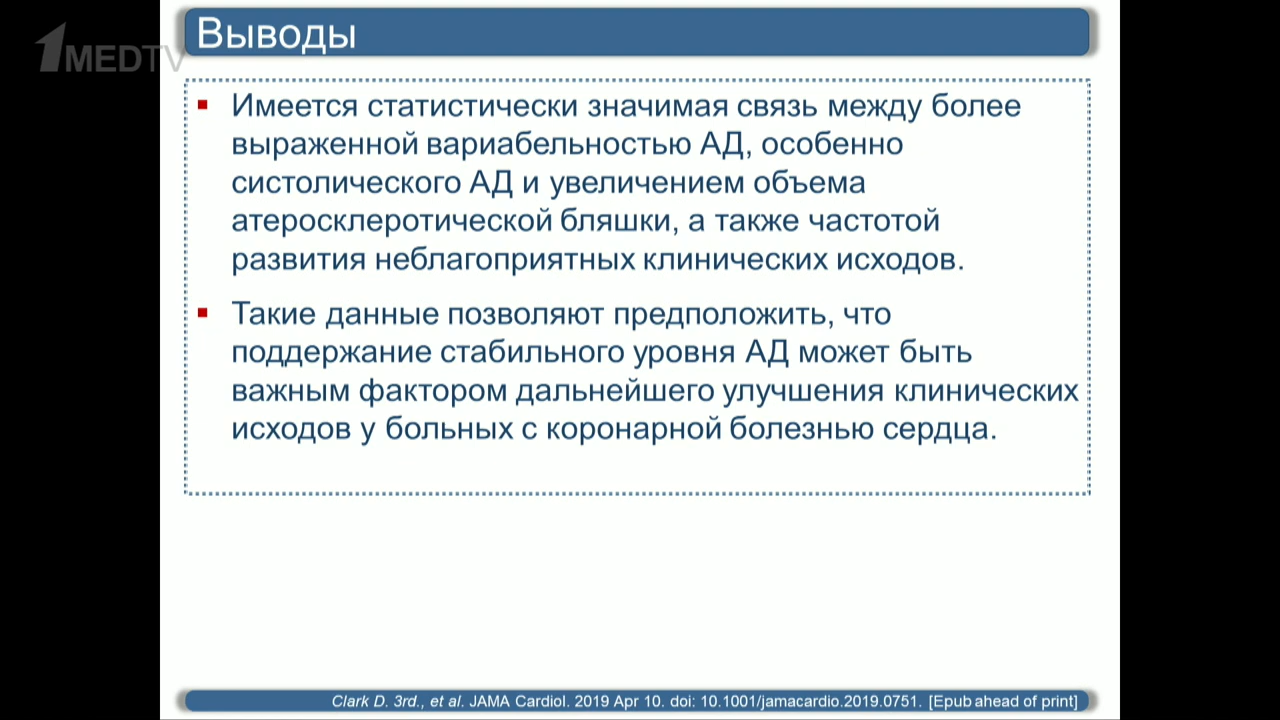 1MEDTV
Выводы
Имеется статистически значимая связь между более
выраженной вариабельностью АД, особенно
систолического АД и увеличением объема
атеросклеротической бляшки, а также частотой
развития неблагоприятных клинических исходов.
Такие данные позволяют предположить, что
поддержание стабильного уровня АД может быть
важным фактором дальнейшего улучшения клинических
исходов у больных с коронарной болезнью сердца.
Clark D. 3rd., et al. JAMA Cardiol. 2019 Apr 10. doi: 10.1001/jamacardio.2019.0751. [Epub ahead of print]